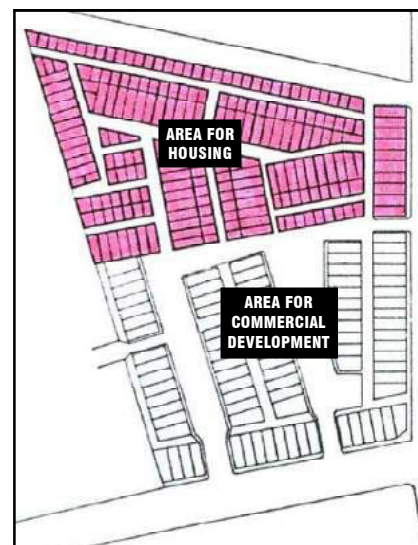 AREA FOR
HOUSING
AREA FOR
COMMERCIAL
DEVELOPMENT